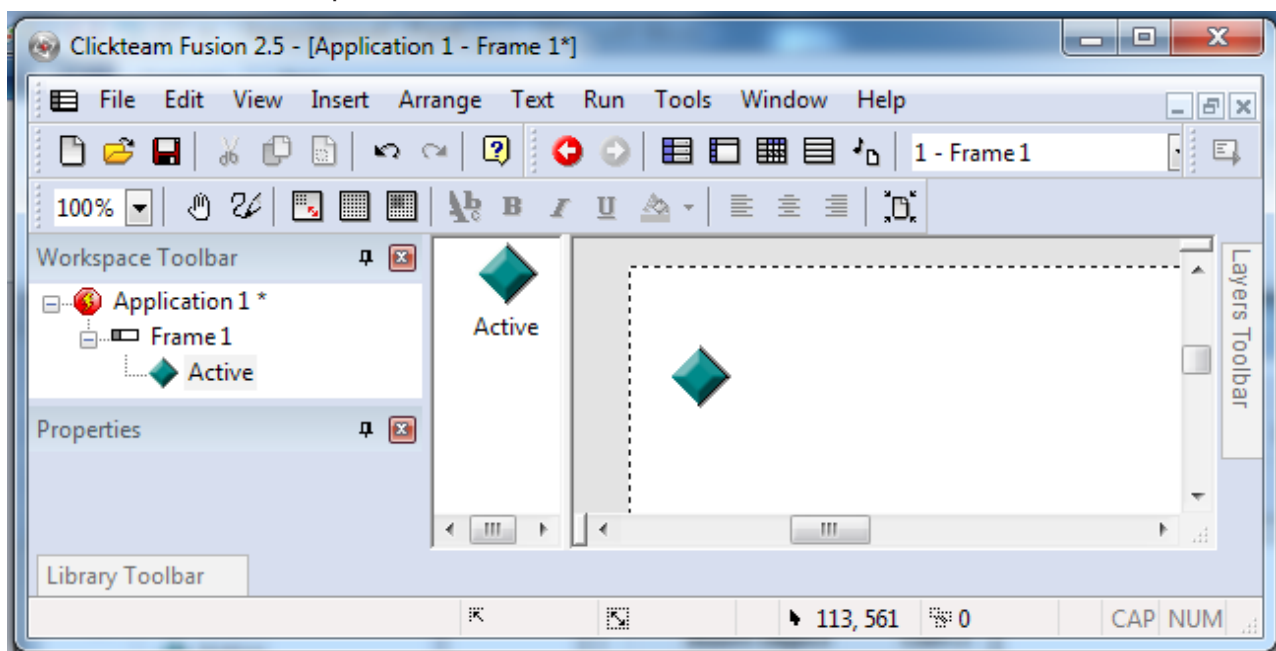 Clickteam Fusion 2.5 - [Application 1 - Frame 1*]
File Edit View Insert Arrange Text Run Tools Window Help
1 - Frame 1
100% Abc B I U
Workspace Toolbar
Application 1 *
Frame 1
Active
Properties
Library Toolbar
Active
Layers Toolbar
113, 561 0 CAP NUM